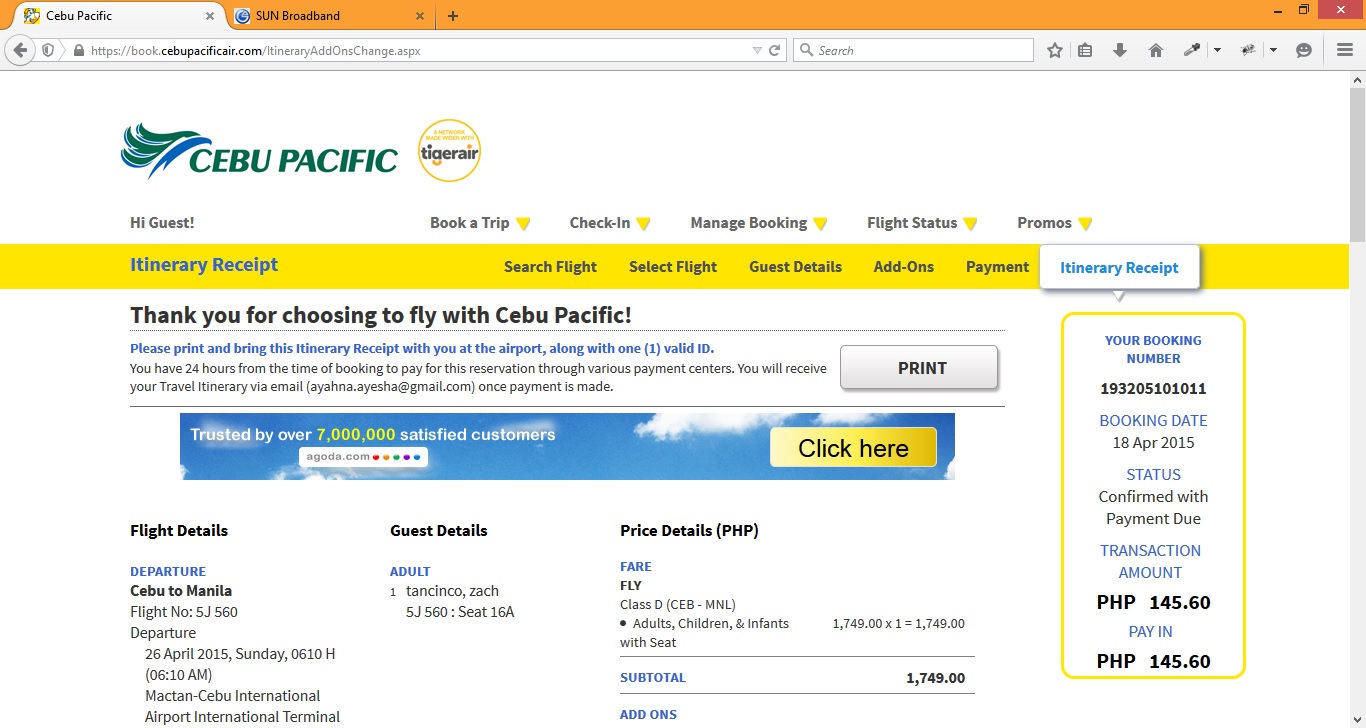 Cebu Pacific
SUN Broadband
https://book.cebupacificair.com/ItineraryAddOnsChange.aspx
Search
CEBU PACIFIC
A NETWORK
MADE WIDER WITH
tigerair
Hi Guest!
Book a Trip
Check-In
Manage Booking
Flight Status
Promos
Itinerary Receipt
Search Flight
Select Flight
Guest Details
Add-Ons
Payment
Itinerary Receipt
Thank you for choosing to fly with Cebu Pacific!
Please print and bring this Itinerary Receipt with you at the airport, along with one (1) valid ID.
You have 24 hours from the time of booking to pay for this reservation through various payment centers. You will receive
your Travel Itinerary via email (ayahna.ayesha@gmail.com) once payment is made.
PRINT
Trusted by over 7,000,000 satisfied customers
agoda.com
Click here
Flight Details
DEPARTURE
Cebu to Manila
Flight No: 5J 560
Departure
26 April 2015, Sunday, 0610 H
(06:10 AM)
Mactan-Cebu International
Airport International Terminal
Guest Details
ADULT
1 tancinco, zach
5J 560 : Seat 16A
Price Details (PHP)
FARE
FLY
Class D (CEB - MNL)
• Adults, Children, & Infants 1,749.00 x 1 = 1,749.00
with Seat
SUBTOTAL 1,749.00
ADD ONS
YOUR BOOKING
NUMBER
193205101011
BOOKING DATE
18 Apr 2015
STATUS
Confirmed with
Payment Due
TRANSACTION
AMOUNT
PHP 145.60
PAY IN
PHP 145.60